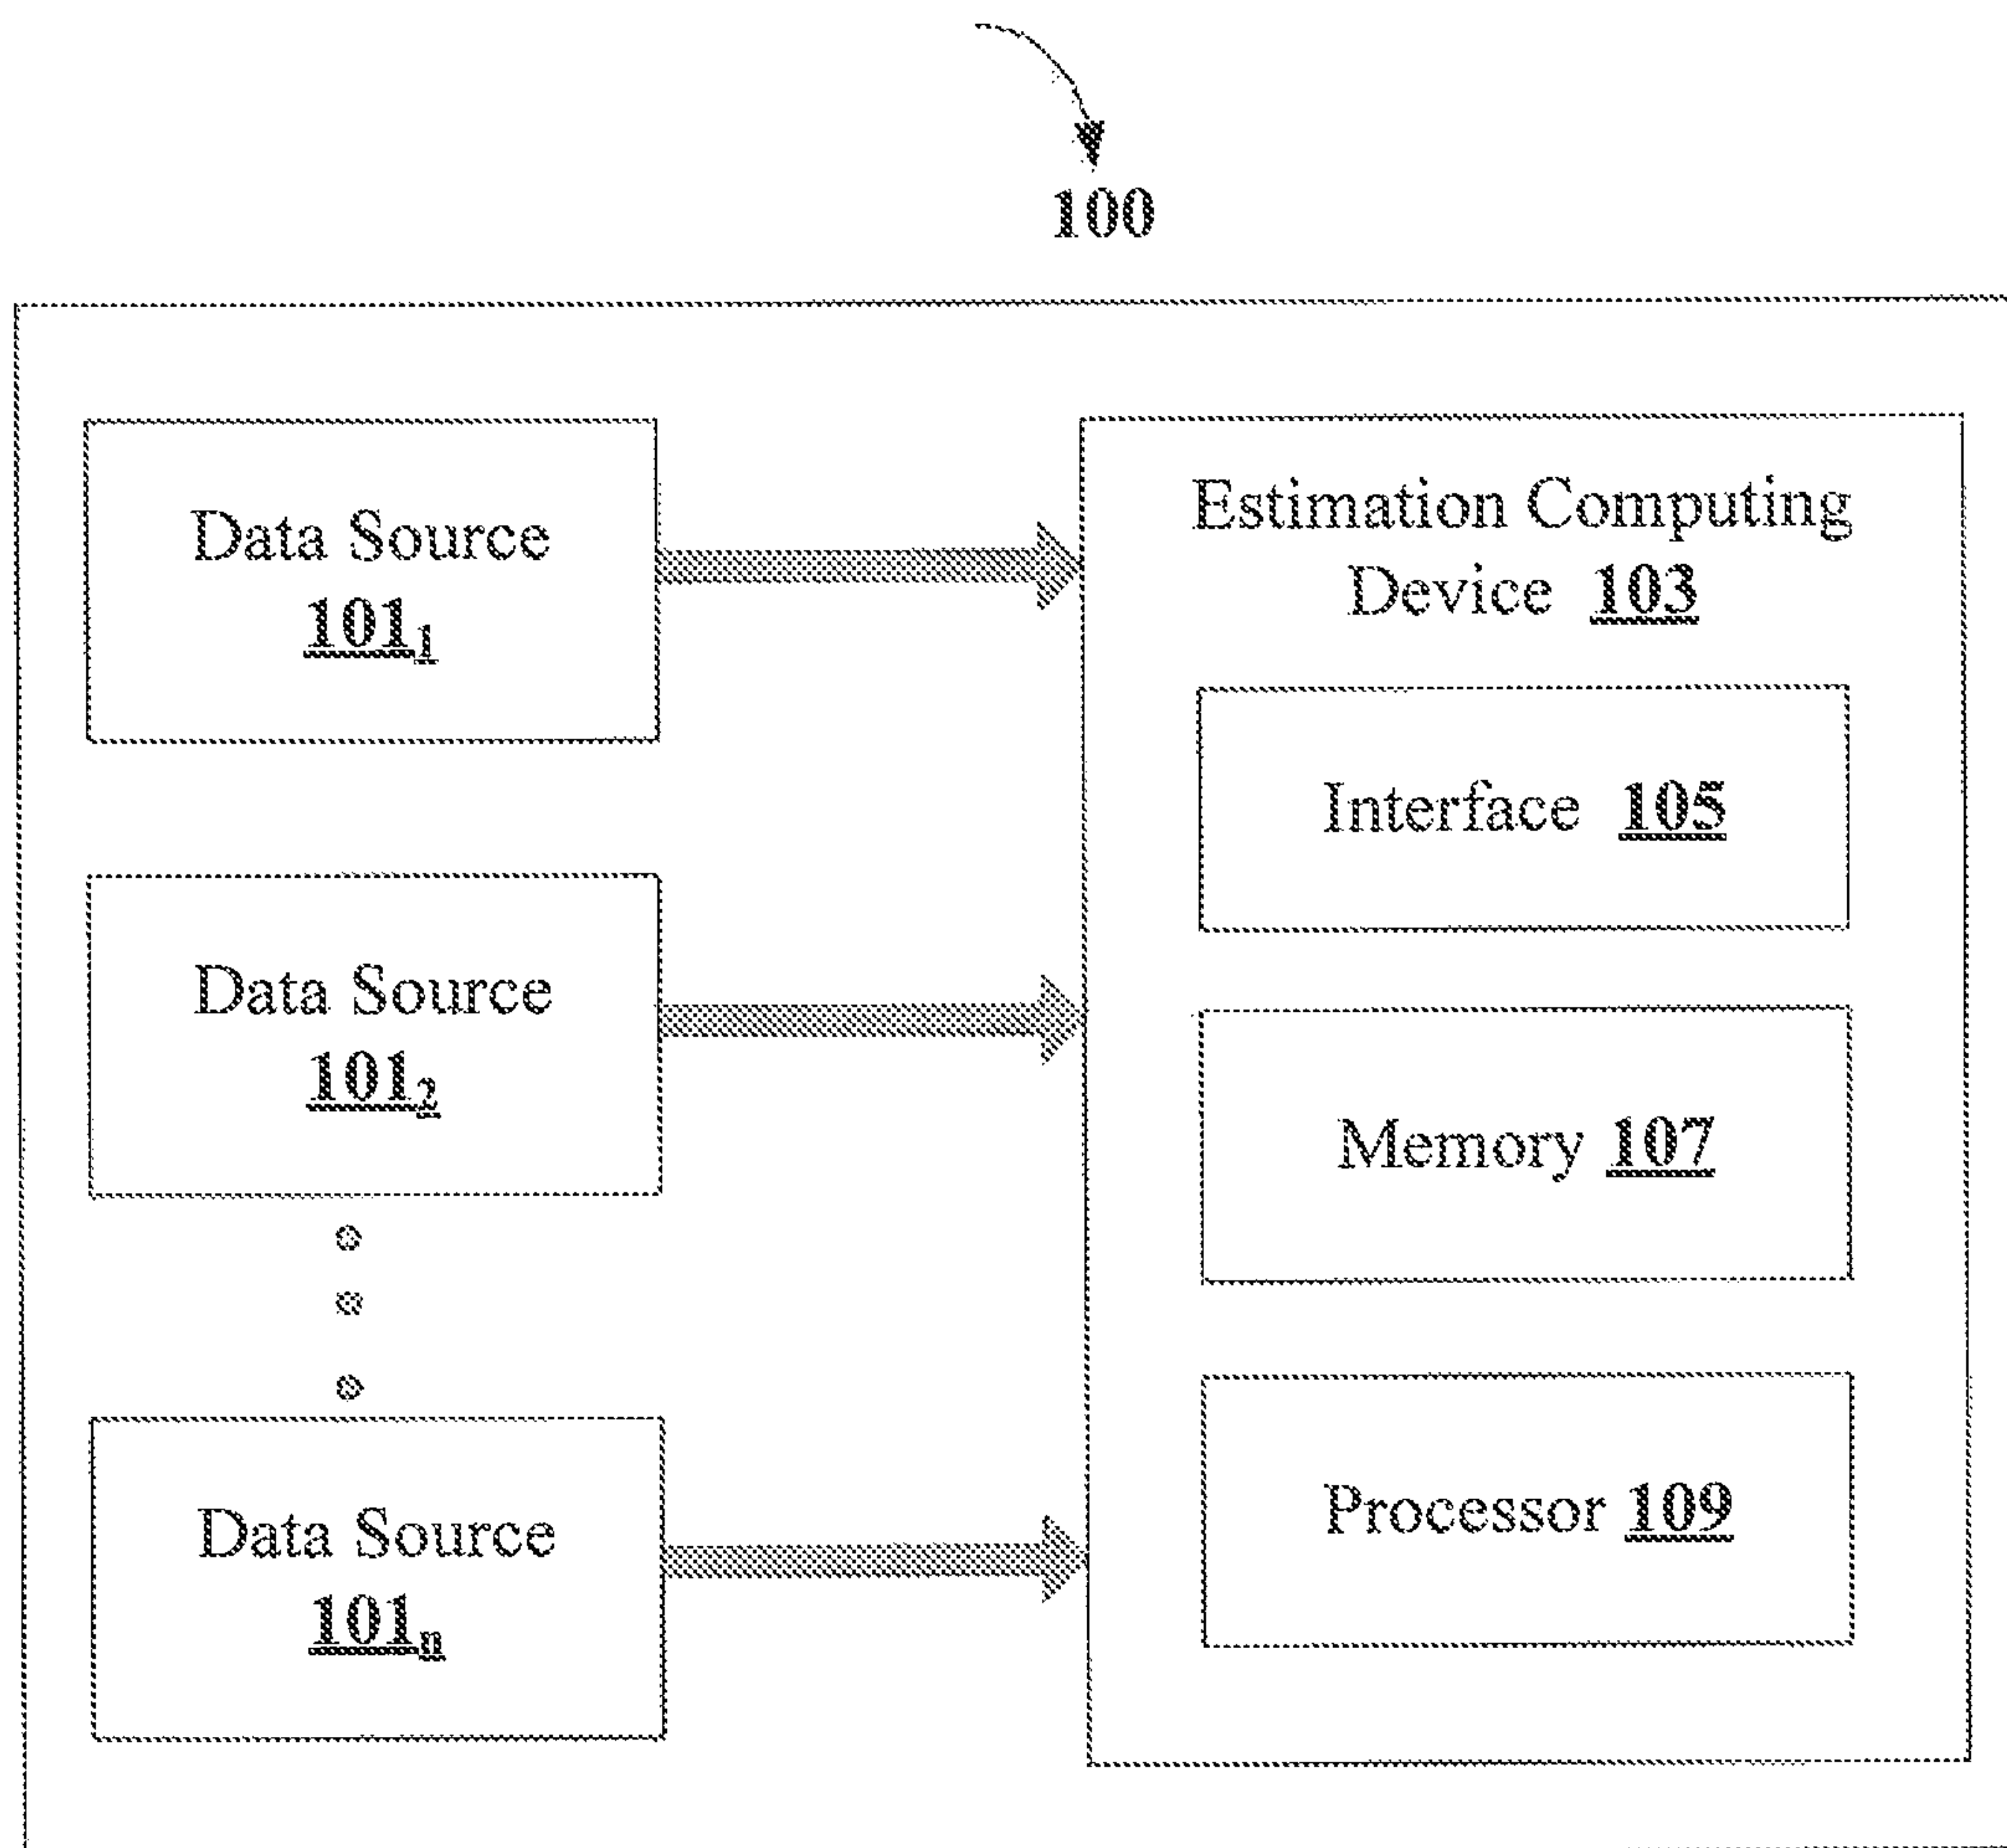 100
Data Source
101₁
Data Source
101₂
Data Source
101ₙ
Estimation Computing
Device 103
Interface 105
Memory 107
Processor 109